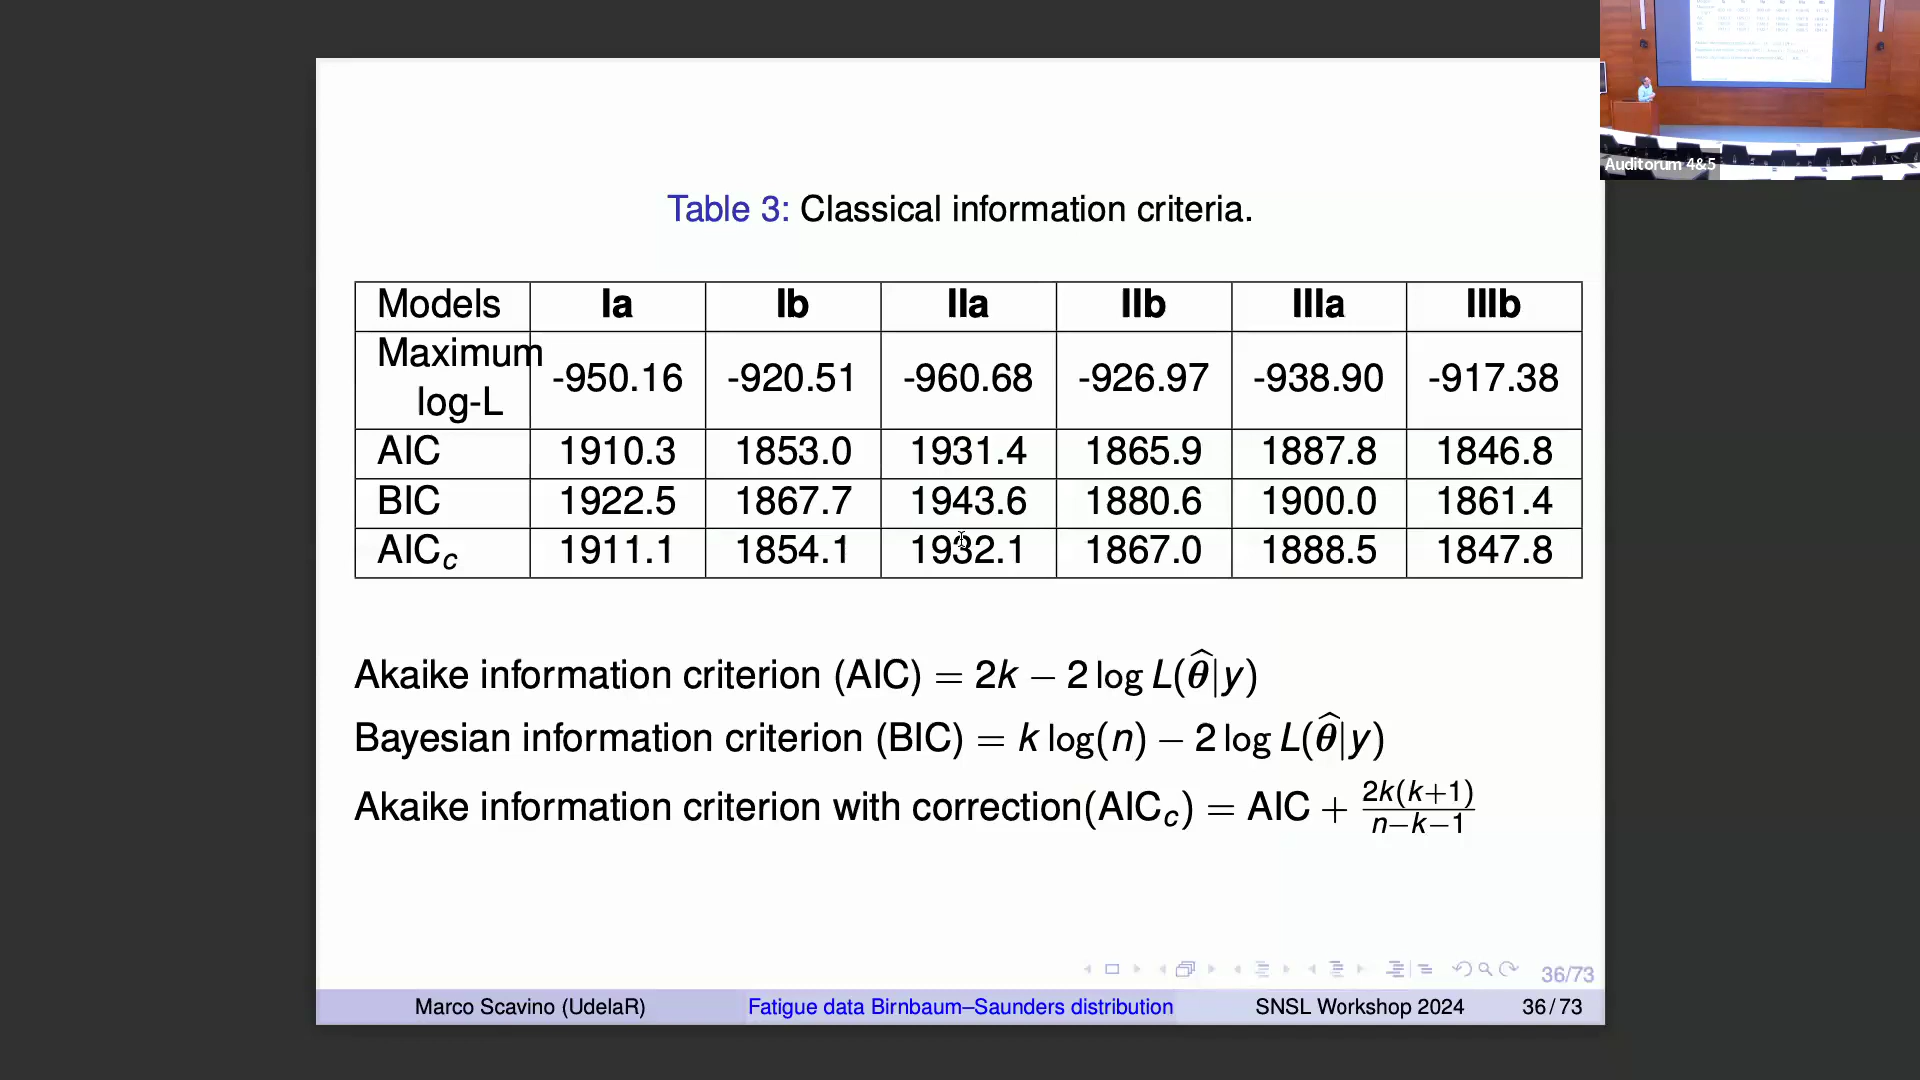 Auditorum 4&5
Table 3: Classical information criteria.
Models Ia Ib IIa IIb IIIa IIIb
Maximum log-L -950.16 -920.51 -960.68 -926.97 -938.90 -917.38
AIC 1910.3 1853.0 1931.4 1865.9 1887.8 1846.8
BIC 1922.5 1867.7 1943.6 1880.6 1900.0 1861.4
AIC_c 1911.1 1854.1 1932.1 1867.0 1888.5 1847.8
Akaike information criterion (AIC) = 2k − 2 log L(θ̂|y)
Bayesian information criterion (BIC) = k log(n) − 2 log L(θ̂|y)
Akaike information criterion with correction(AIC_c) = AIC + 2k(k+1)/(n−k−1)
36/73
Marco Scavino (UdelaR) Fatigue data Birnbaum–Saunders distribution SNSL Workshop 2024 36 / 73